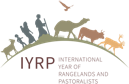 IYRP
INTERNATIONAL
YEAR OF
RANGELANDS AND
PASTORALISTS